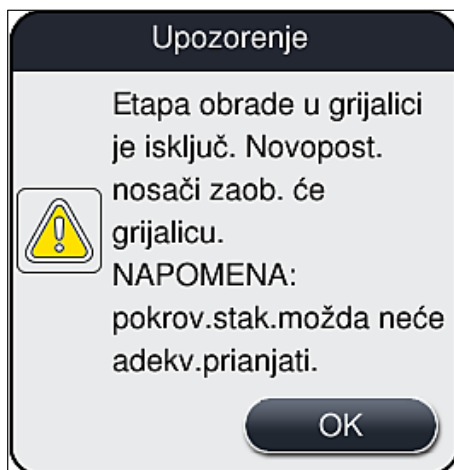 Upozorenje
Etapa obrade u grijalici
je isključ. Novopost.
nosači zaob. će
grijalicu.
NAPOMENA:
pokrov.stak.možda neće
adekv.prianjati.
OK